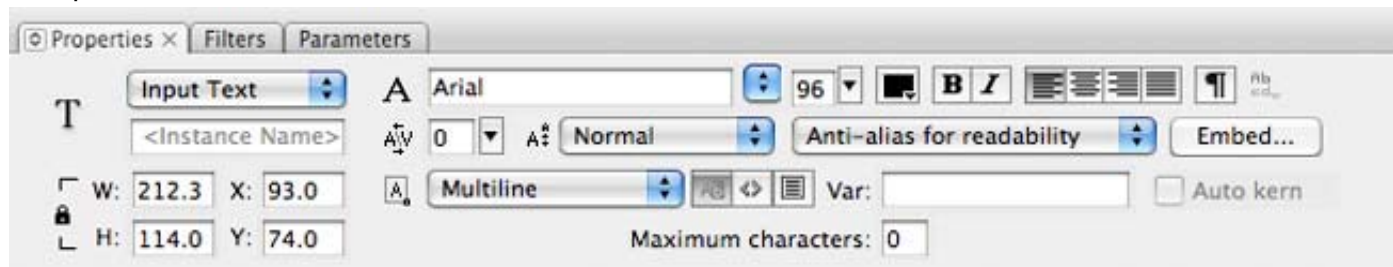 Properties × Filters Parameters
T Input Text A Arial 96 B I ¶
<Instance Name> A|V 0 A Normal Anti-alias for readability Embed...
W: 212.3 X: 93.0 A Multiline <> Var: Auto kern
H: 114.0 Y: 74.0 Maximum characters: 0